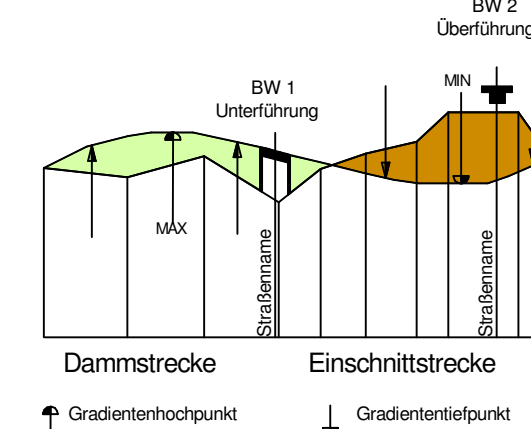 BW 2
Überführung
BW 1
Unterführung
MIN
MAX
Straßenname
Straßenname
Dammstrecke
Einschnittstrecke
Gradientenhochpunkt
Gradiententiefpunkt